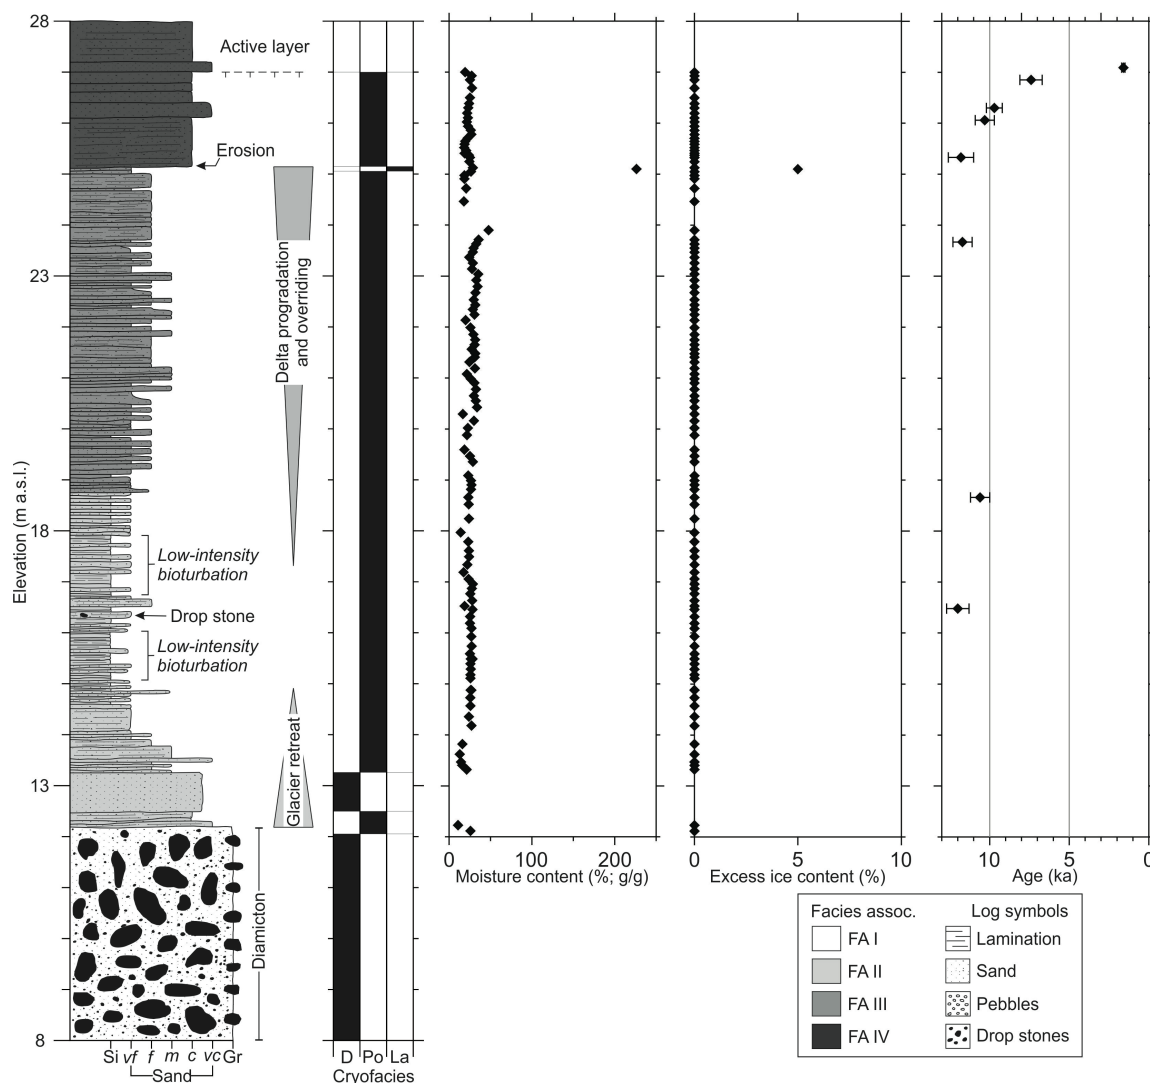 28
Active layer
Erosion
Delta progradation
and overriding
23
Elevation (m a.s.l.)
18
Low-intensity
bioturbation
Drop stone
Low-intensity
bioturbation
Glacier retreat
13
Diamicton
8
Si vf f m c vc Gr
Sand
D Po La
Cryofacies
0 100 200
Moisture content (%; g/g)
0 5 10
Excess ice content (%)
10 5 0
Age (ka)
Facies assoc.
FA I
FA II
FA III
FA IV
Log symbols
Lamination
Sand
Pebbles
Drop stones